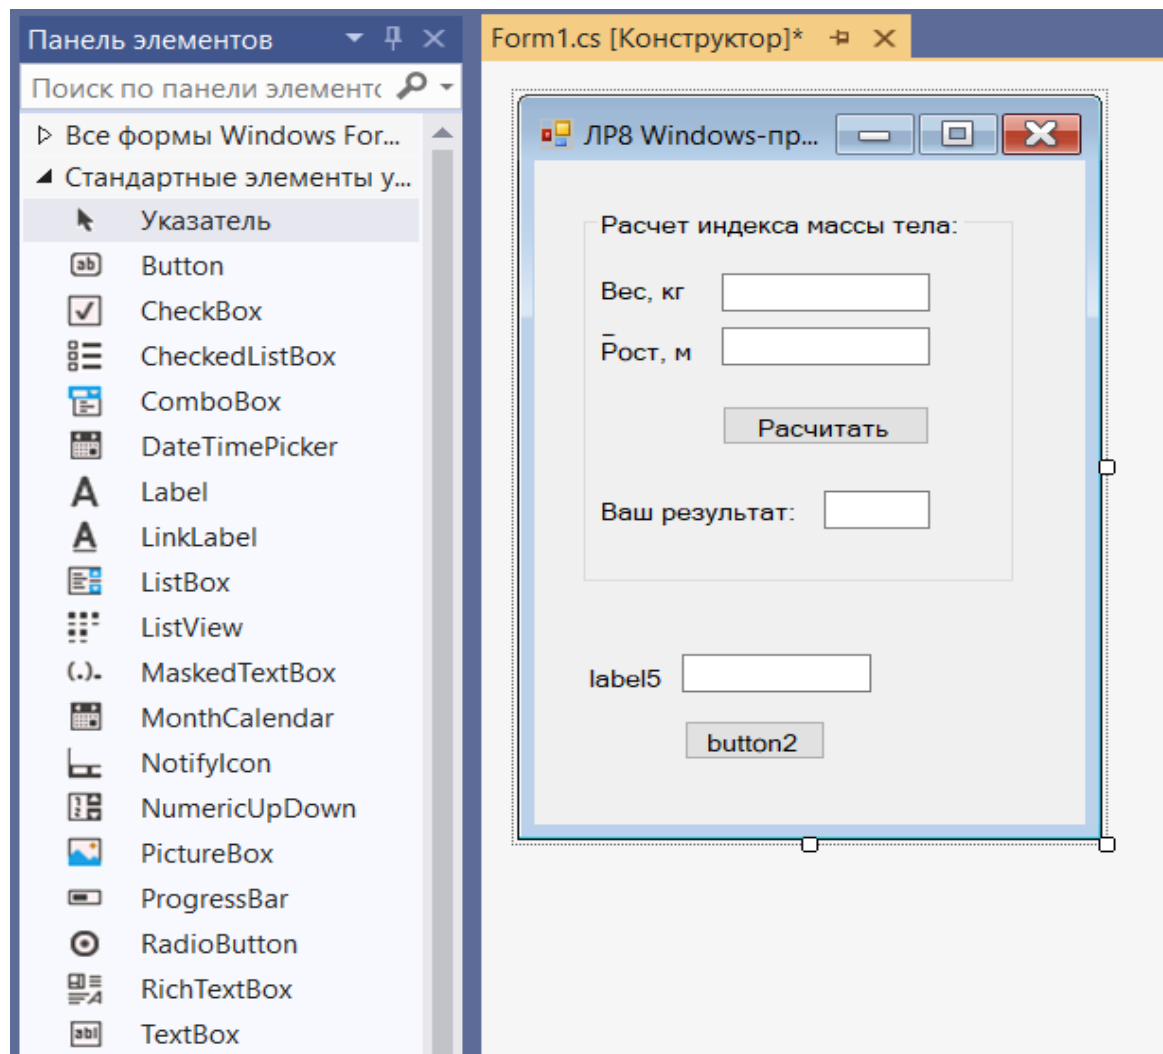 Панель элементов
Поиск по панели элементс
Все формы Windows For...
Стандартные элементы у...
Указатель
Button
CheckBox
CheckedListBox
ComboBox
DateTimePicker
Label
LinkLabel
ListBox
ListView
MaskedTextBox
MonthCalendar
NotifyIcon
NumericUpDown
PictureBox
ProgressBar
RadioButton
RichTextBox
TextBox
Form1.cs [Конструктор]*
ЛР8 Windows-пр...
Расчет индекса массы тела:
Вес, кг
Рост, м
Расчитать
Ваш результат:
label5
button2